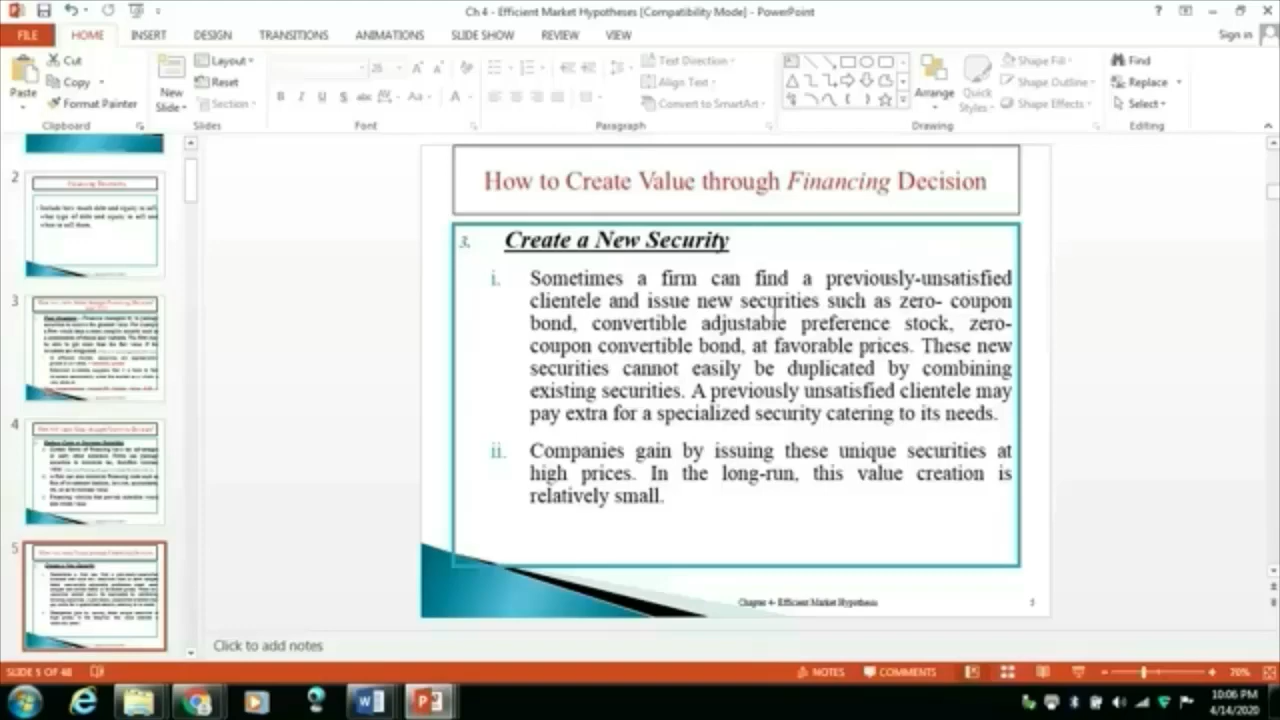 Ch 4 - Efficient Market Hypotheses [Compatibility Mode] - PowerPoint
FILE HOME INSERT DESIGN TRANSITIONS ANIMATIONS SLIDE SHOW REVIEW VIEW Sign in
Cut
Copy
Format Painter
Paste
Clipboard
New
Slide
Layout
Reset
Section
Slides
Font
Text Direction
Align Text
Convert to SmartArt
Paragraph
Arrange
Quick
Styles
Shape Fill
Shape Outline
Shape Effects
Drawing
Find
Replace
Select
Editing
2
3
4
5
How to Create Value through Financing Decision
3. Create a New Security
i. Sometimes a firm can find a previously-unsatisfied
clientele and issue new securities such as zero- coupon
bond, convertible adjustable preference stock, zero-
coupon convertible bond, at favorable prices. These new
securities cannot easily be duplicated by combining
existing securities. A previously unsatisfied clientele may
pay extra for a specialized security catering to its needs.
ii. Companies gain by issuing these unique securities at
high prices. In the long-run, this value creation is
relatively small.
Chapter 4- Efficient Market Hypothesis 5
Click to add notes
SLIDE 5 OF 48 NOTES COMMENTS 70%
10:06 PM
4/14/2020